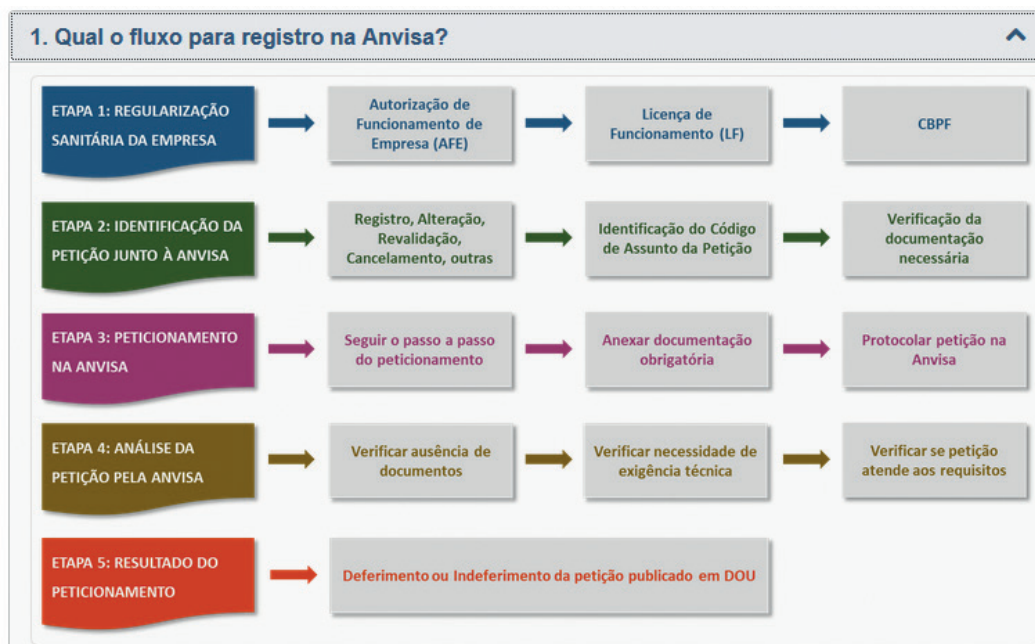 1. Qual o fluxo para registro na Anvisa?
ETAPA 1: REGULARIZAÇÃO
SANITÁRIA DA EMPRESA
Autorização de
Funcionamento de
Empresa (AFE)
Licença de
Funcionamento (LF)
CBPF
ETAPA 2: IDENTIFICAÇÃO DA
PETIÇÃO JUNTO À ANVISA
Registro, Alteração,
Revalidação,
Cancelamento, outras
Identificação do Código
de Assunto da Petição
Verificação da
documentação
necessária
ETAPA 3: PETICIONAMENTO
NA ANVISA
Seguir o passo a passo
do peticionamento
Anexar documentação
obrigatória
Protocolar petição na
Anvisa
ETAPA 4: ANÁLISE DA
PETIÇÃO PELA ANVISA
Verificar ausência de
documentos
Verificar necessidade de
exigência técnica
Verificar se petição
atende aos requisitos
ETAPA 5: RESULTADO DO
PETICIONAMENTO
Deferimento ou Indeferimento da petição publicado em DOU